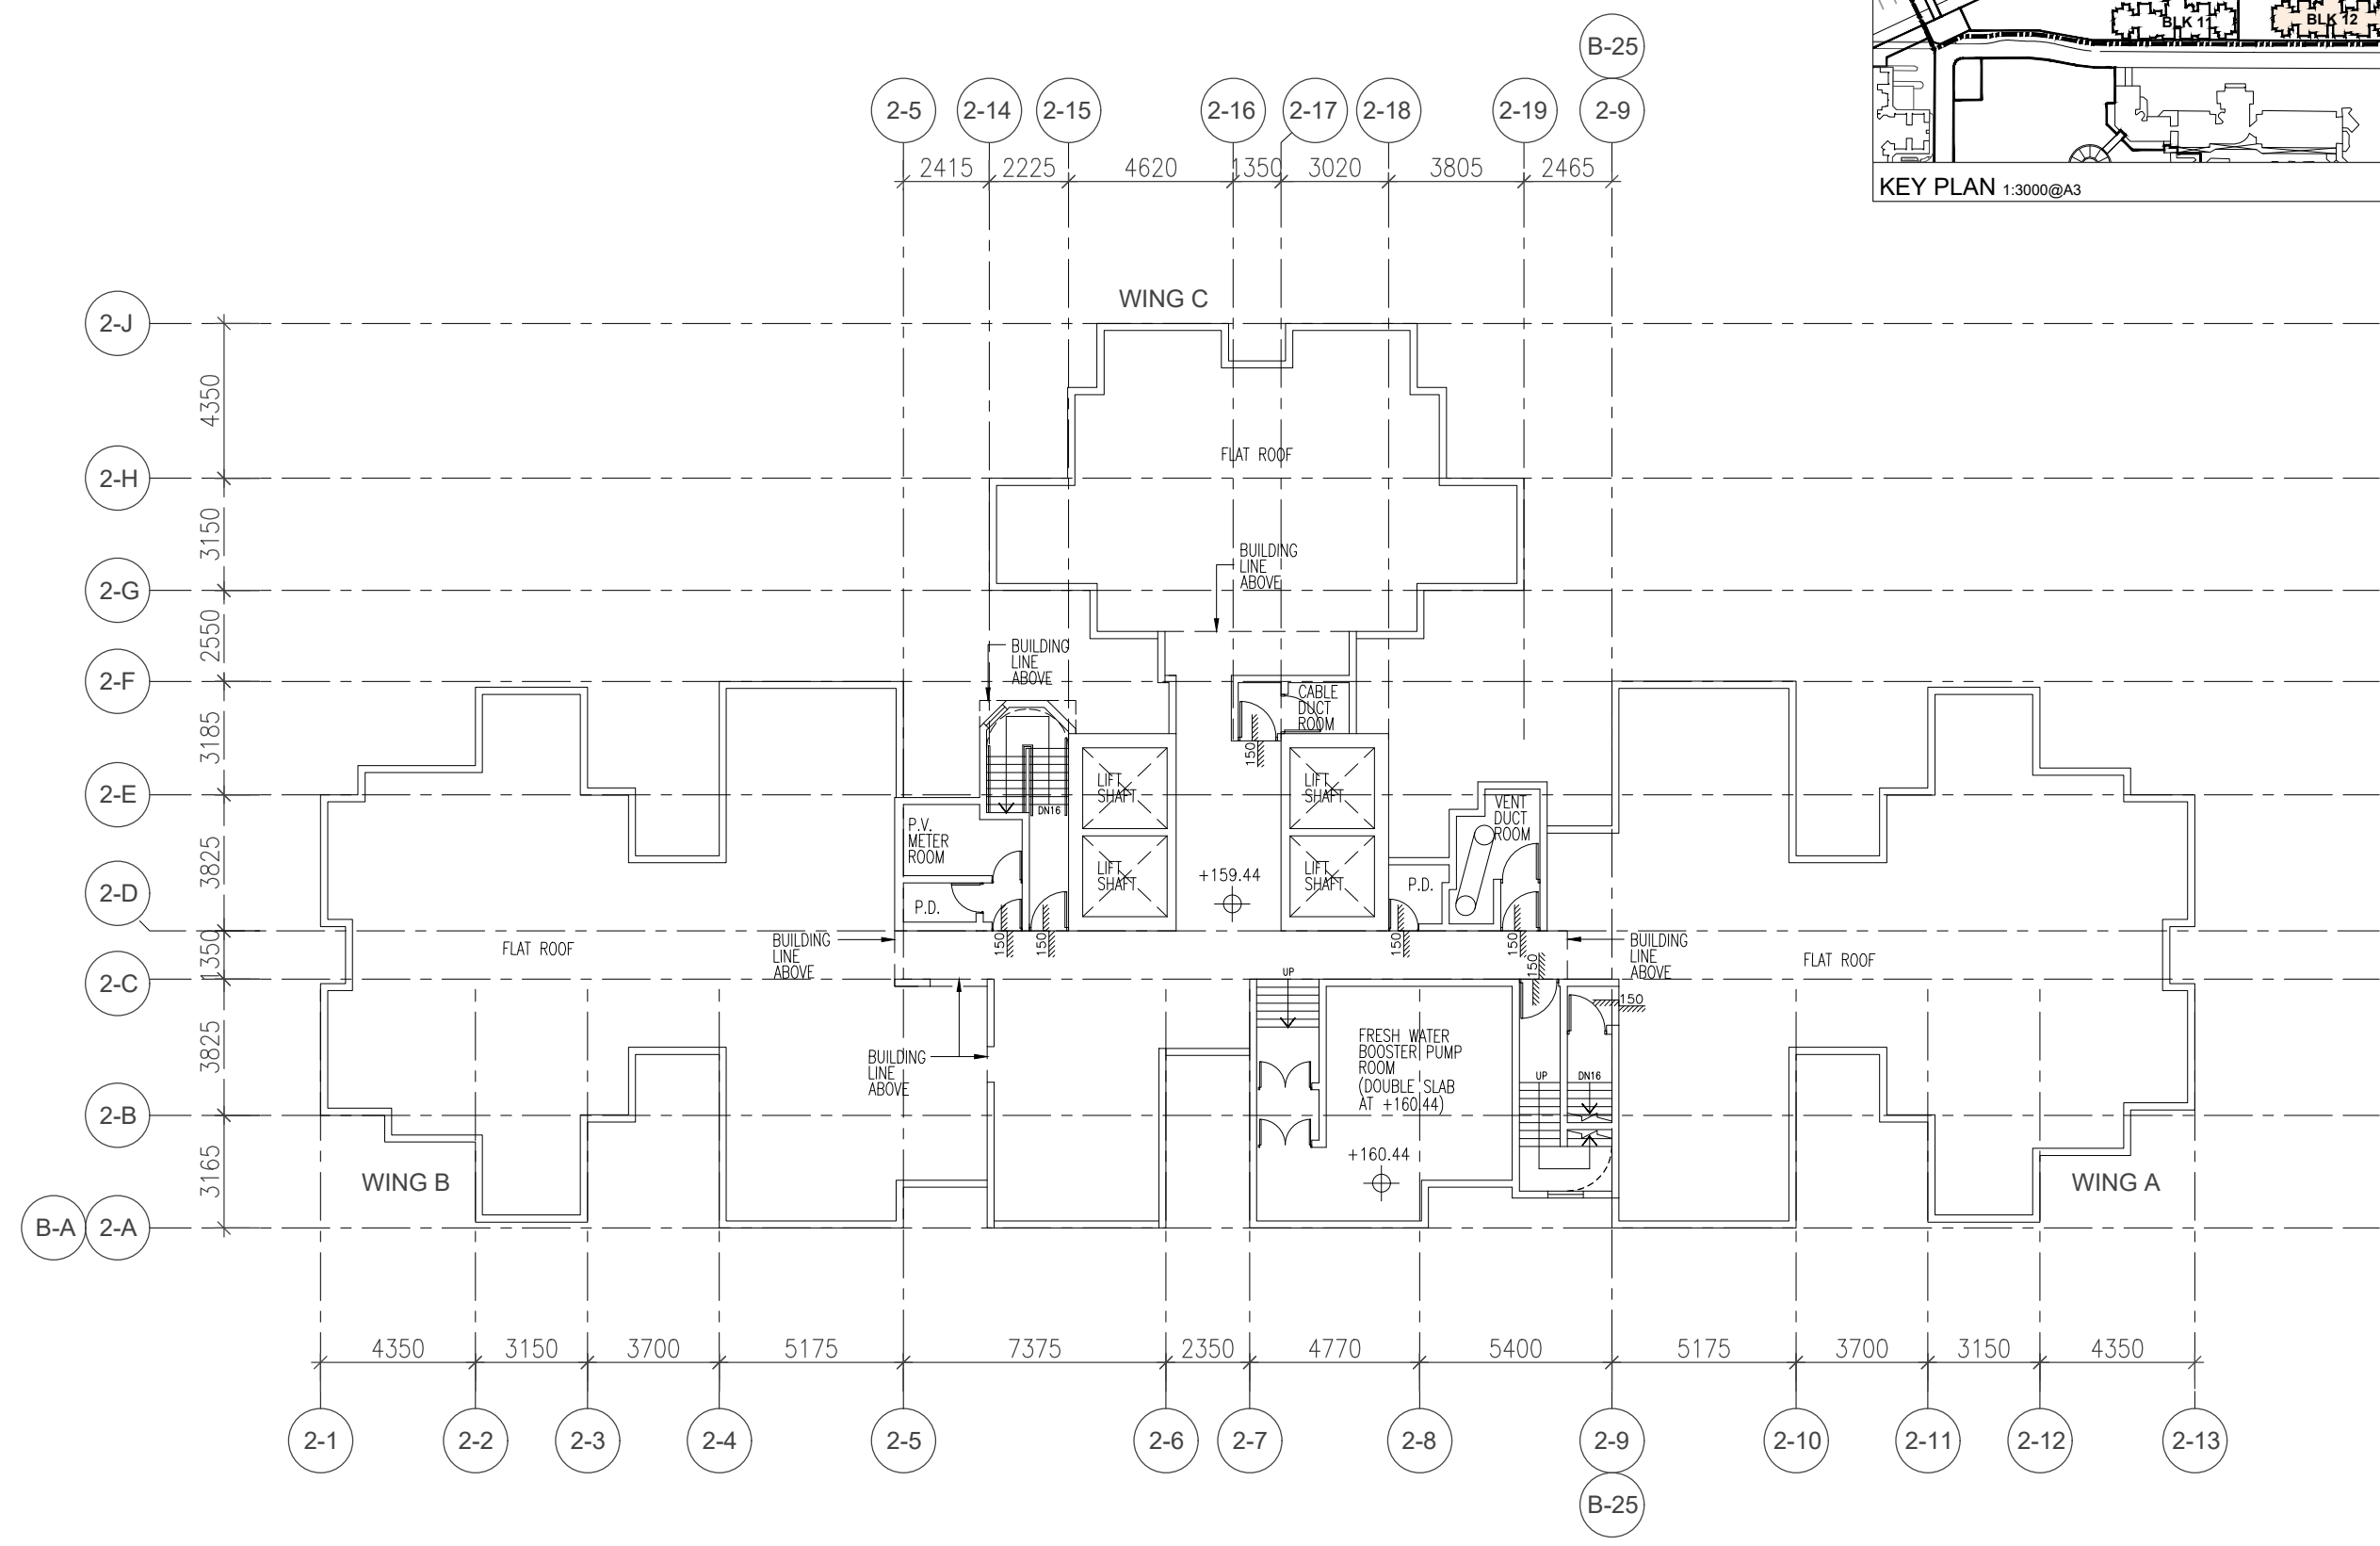 BLK 11
BLK 12
KEY PLAN 1:3000@A3
B-25
2-5
2-14
2-15
2-16
2-17
2-18
2-19
2-9
2415
2225
4620
1350
3020
3805
2465
WING C
2-J
4350
2-H
3150
2-G
2550
2-F
3185
2-E
3825
2-D
1350
2-C
3825
2-B
3165
B-A
2-A
FLAT ROOF
BUILDING
LINE
ABOVE
BUILDING
LINE
ABOVE
CABLE
DUCT
ROOM
150
LIFT
SHAFT
LIFT
SHAFT
LIFT
SHAFT
LIFT
SHAFT
DN16
P.V.
METER
ROOM
P.D.
VENT
DUCT
ROOM
P.D.
+159.44
150
150
150
150
150
150
FLAT ROOF
BUILDING
LINE
ABOVE
BUILDING
LINE
ABOVE
FLAT ROOF
UP
BUILDING
LINE
ABOVE
FRESH WATER
BOOSTER PUMP
ROOM
(DOUBLE SLAB
AT +160.44)
UP
DN16
+160.44
WING B
WING A
4350
3150
3700
5175
7375
2350
4770
5400
5175
3700
3150
4350
2-1
2-2
2-3
2-4
2-5
2-6
2-7
2-8
2-9
2-10
2-11
2-12
2-13
B-25